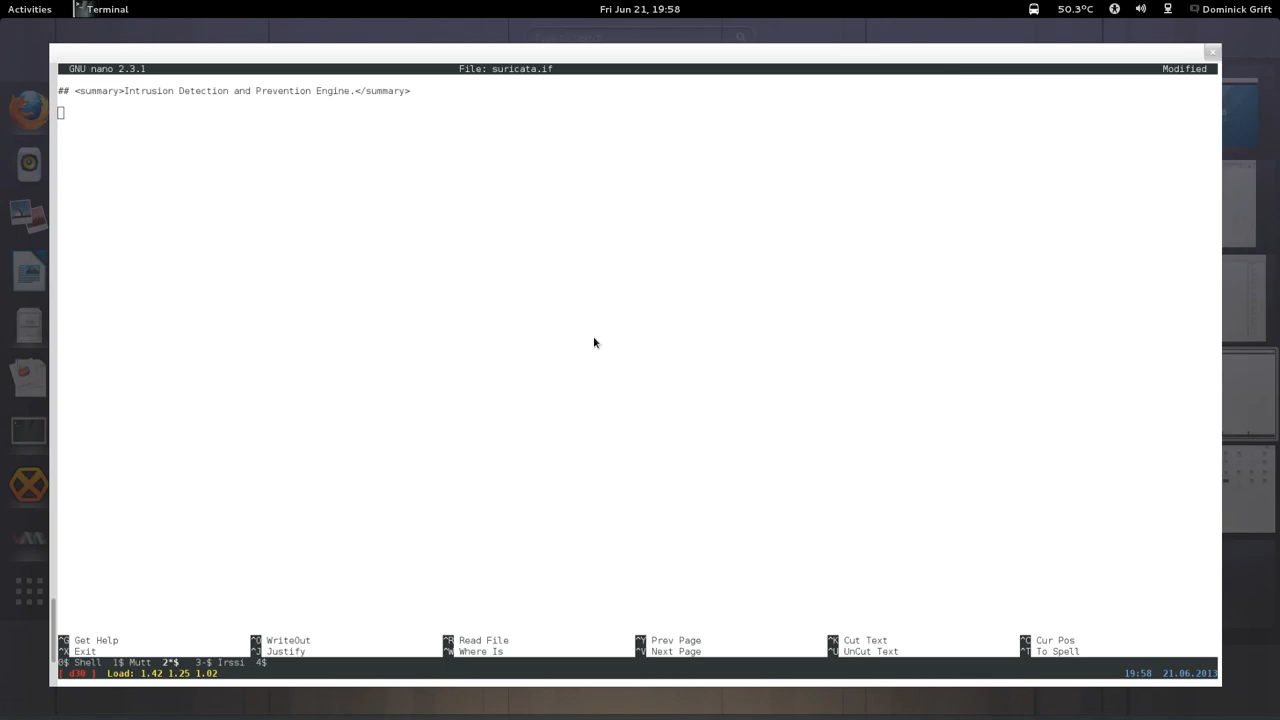 Activities Terminal Fri Jun 21, 19:58 50.3°C Dominick Grift
GNU nano 2.3.1 File: suricata.if Modified
## <summary>Intrusion Detection and Prevention Engine.</summary>
^G Get Help ^O WriteOut ^R Read File ^Y Prev Page ^K Cut Text ^C Cur Pos
^X Exit ^J Justify ^W Where Is ^V Next Page ^U UnCut Text ^T To Spell
0$ Shell 1$ Mutt 2*$ 3-$ Irssi 4$
[ d30 ] Load: 1.42 1.25 1.02 19:58 21.06.2013